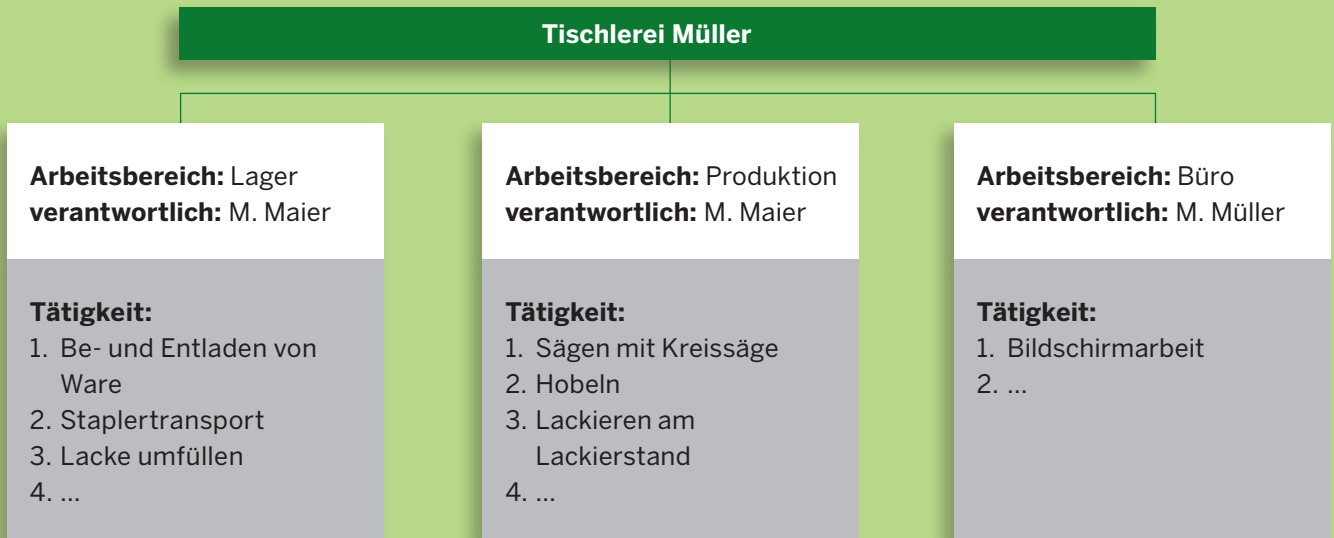 Tischlerei Müller
Arbeitsbereich: Lager
verantwortlich: M. Maier
Tätigkeit:
1. Be- und Entladen von
Ware
2. Staplertransport
3. Lacke umfüllen
4. ...
Arbeitsbereich: Produktion
verantwortlich: M. Maier
Tätigkeit:
1. Sägen mit Kreissäge
2. Hobeln
3. Lackieren am
Lackierstand
4. ...
Arbeitsbereich: Büro
verantwortlich: M. Müller
Tätigkeit:
1. Bildschirmarbeit
2. ...